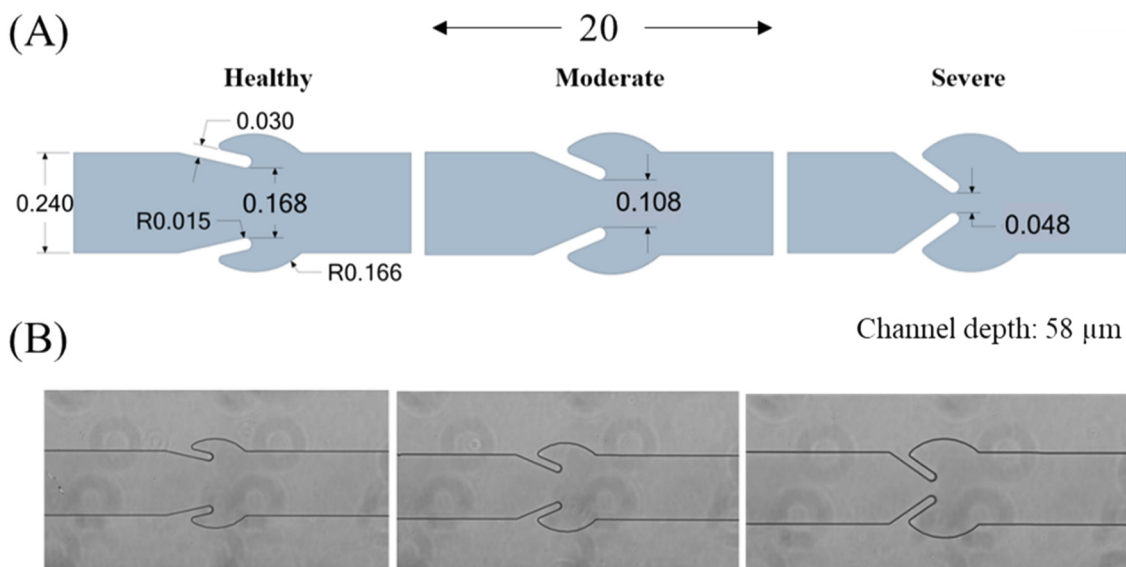 (A)
20
Healthy
Moderate
Severe
0.030
0.240
R0.015
0.168
R0.166
0.108
0.048
Channel depth: 58 µm
(B)